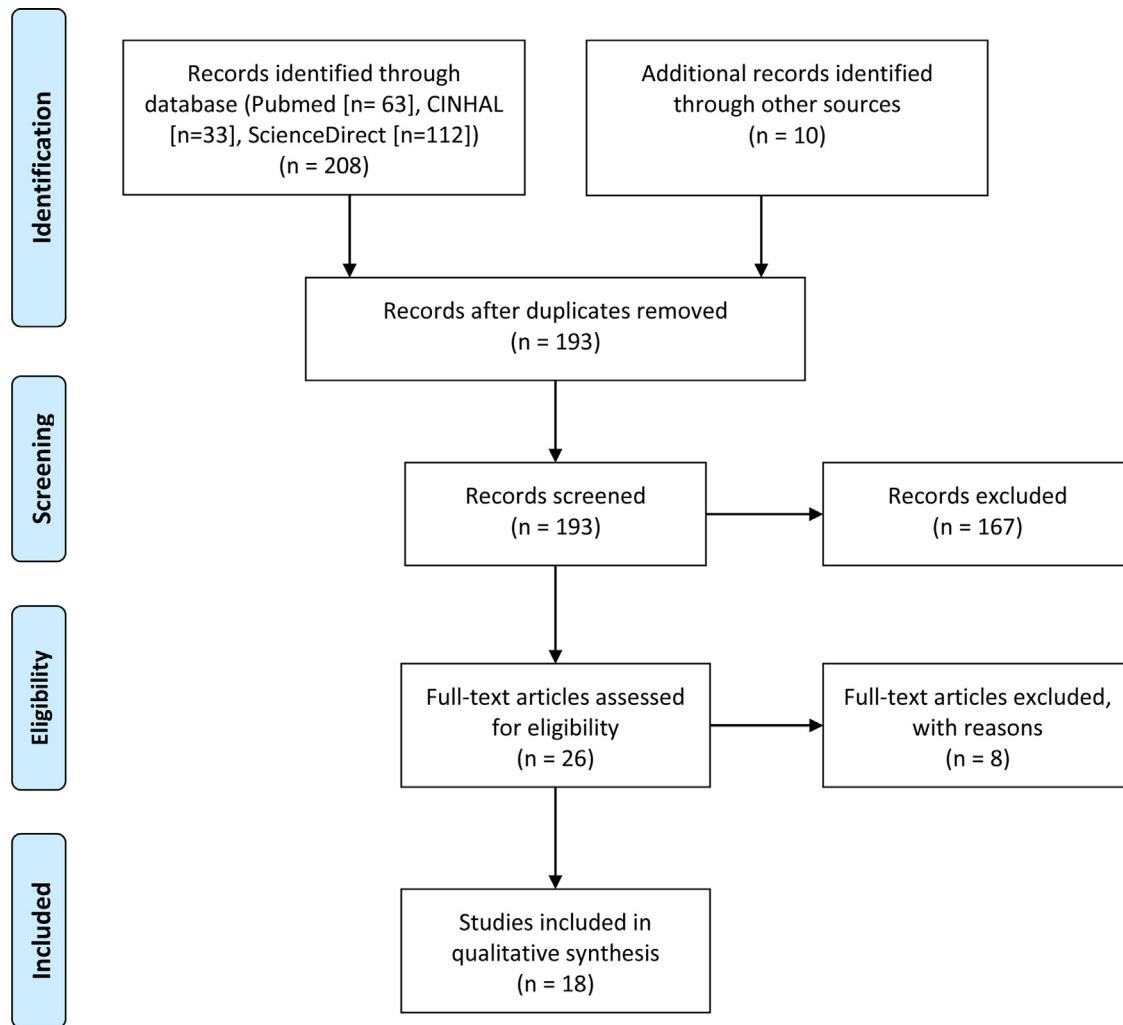 Identification
Records identified through
database (Pubmed [n= 63], CINHAL
[n=33], ScienceDirect [n=112])
(n = 208)
Additional records identified
through other sources
(n = 10)
Records after duplicates removed
(n = 193)
Screening
Records screened
(n = 193)
Records excluded
(n = 167)
Eligibility
Full-text articles assessed
for eligibility
(n = 26)
Full-text articles excluded,
with reasons
(n = 8)
Included
Studies included in
qualitative synthesis
(n = 18)